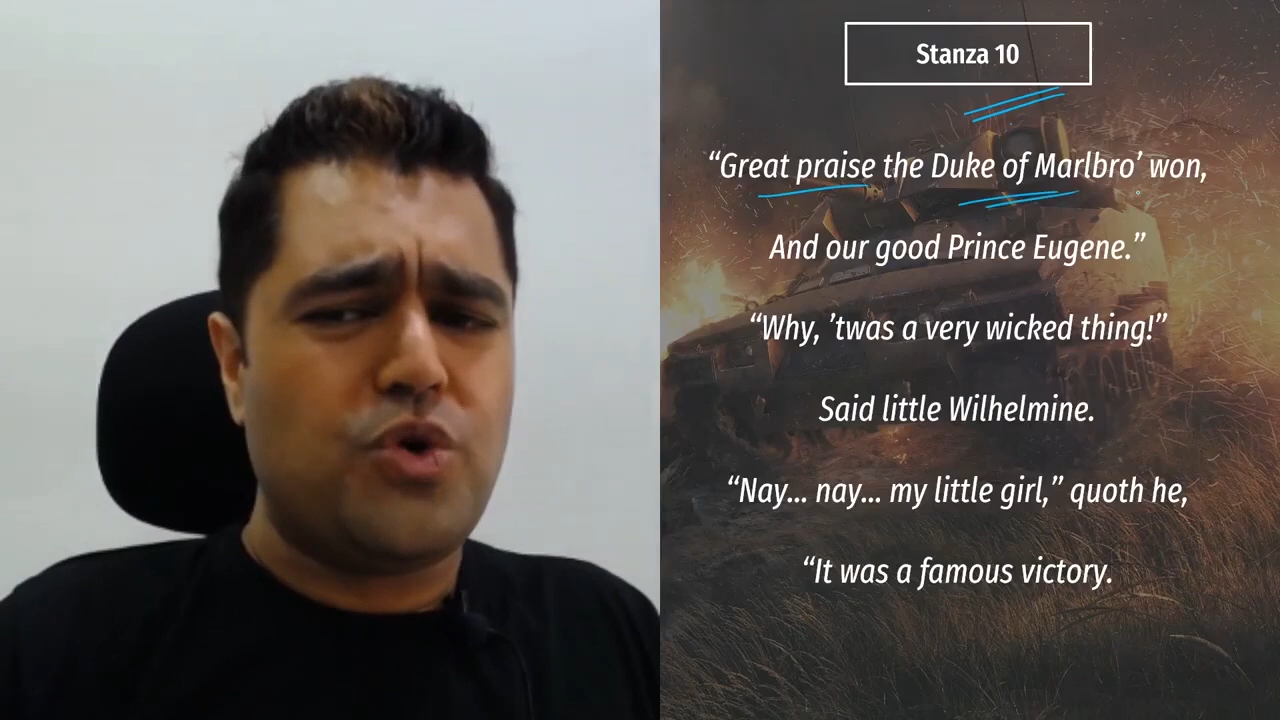 Stanza 10
“Great praise the Duke of Marlbro’ won,
And our good Prince Eugene.”
“Why, ’twas a very wicked thing!”
Said little Wilhelmine.
“Nay... nay... my little girl,” quoth he,
“It was a famous victory.